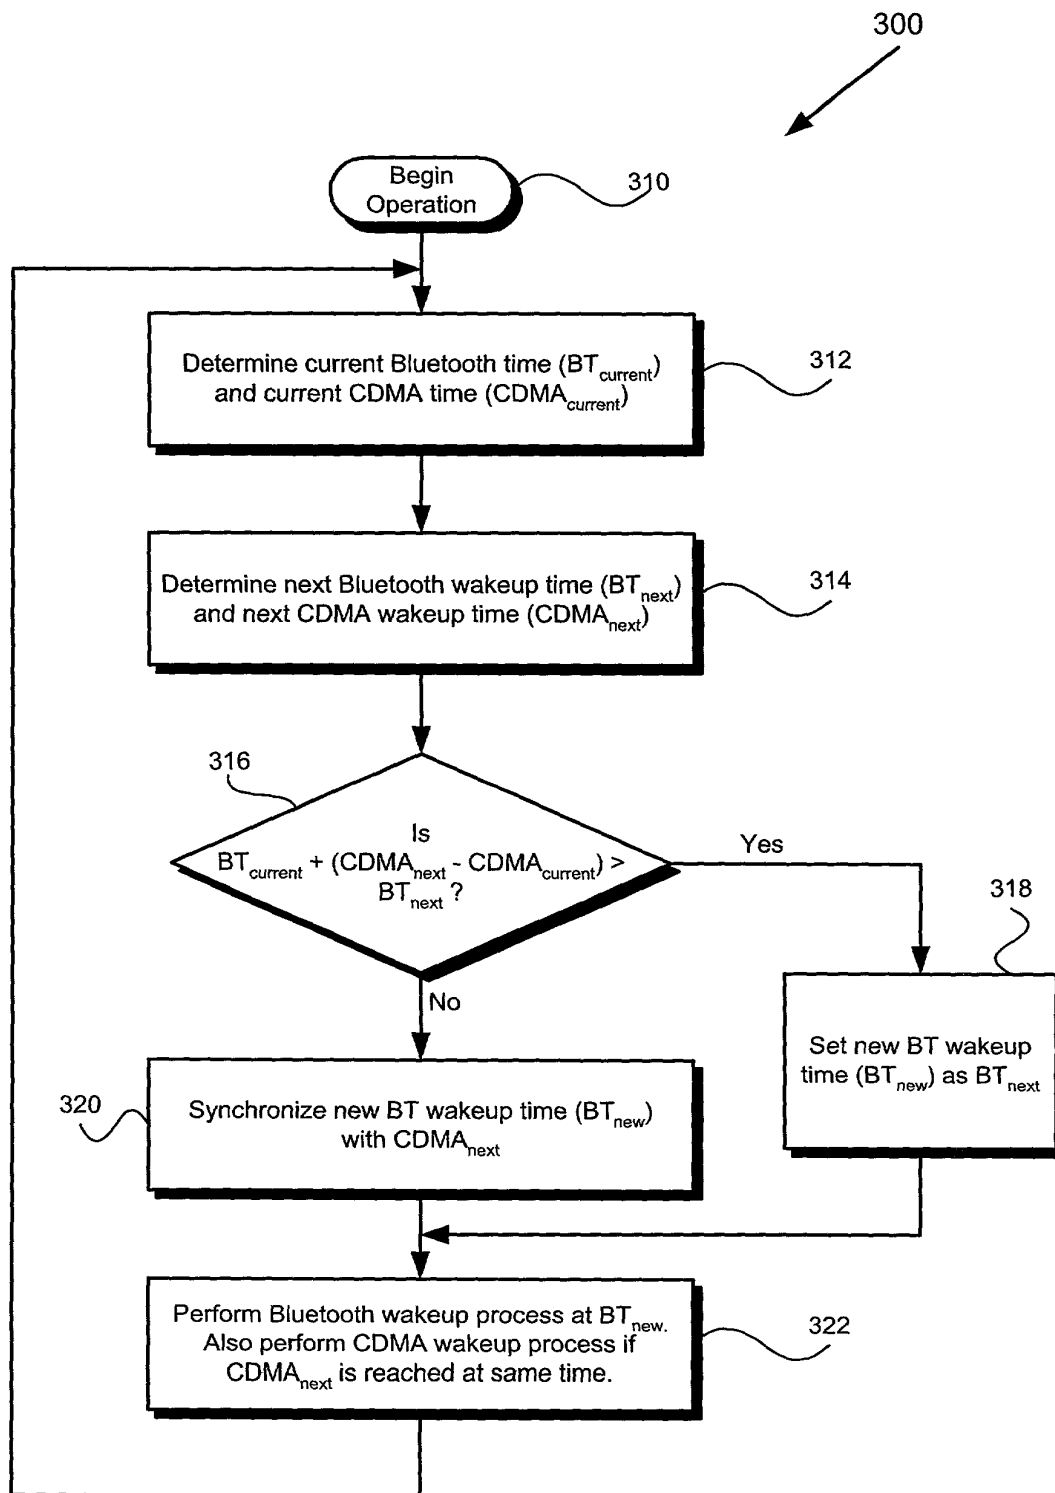 300
Begin
Operation
310
Determine current Bluetooth time (BTcurrent)
and current CDMA time (CDMAcurrent)
312
Determine next Bluetooth wakeup time (BTnext)
and next CDMA wakeup time (CDMAnext)
314
316
Is
BTcurrent + (CDMAnext - CDMAcurrent) >
BTnext ?
Yes
No
318
Set new BT wakeup
time (BTnew) as BTnext
320
Synchronize new BT wakeup time (BTnew)
with CDMAnext
Perform Bluetooth wakeup process at BTnew.
Also perform CDMA wakeup process if
CDMAnext is reached at same time.
322